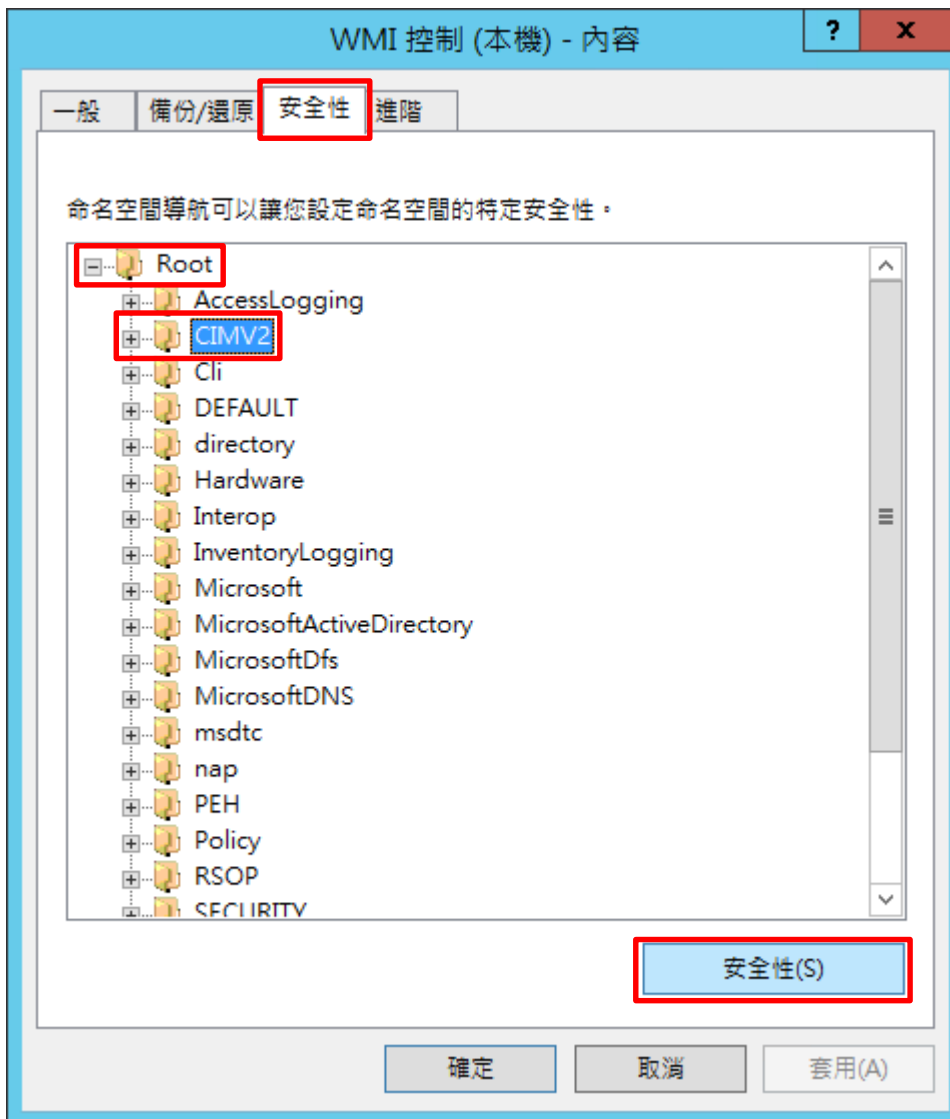 WMI 控制 (本機) - 內容
?
x
一般 備份/還原 安全性 進階
命名空間導航可以讓您設定命名空間的特定安全性。
Root
AccessLogging
CIMV2
Cli
DEFAULT
directory
Hardware
Interop
InventoryLogging
Microsoft
MicrosoftActiveDirectory
MicrosoftDfs
MicrosoftDNS
msdtc
nap
PEH
Policy
RSOP
SECURITY
安全性(S)
確定 取消 套用(A)